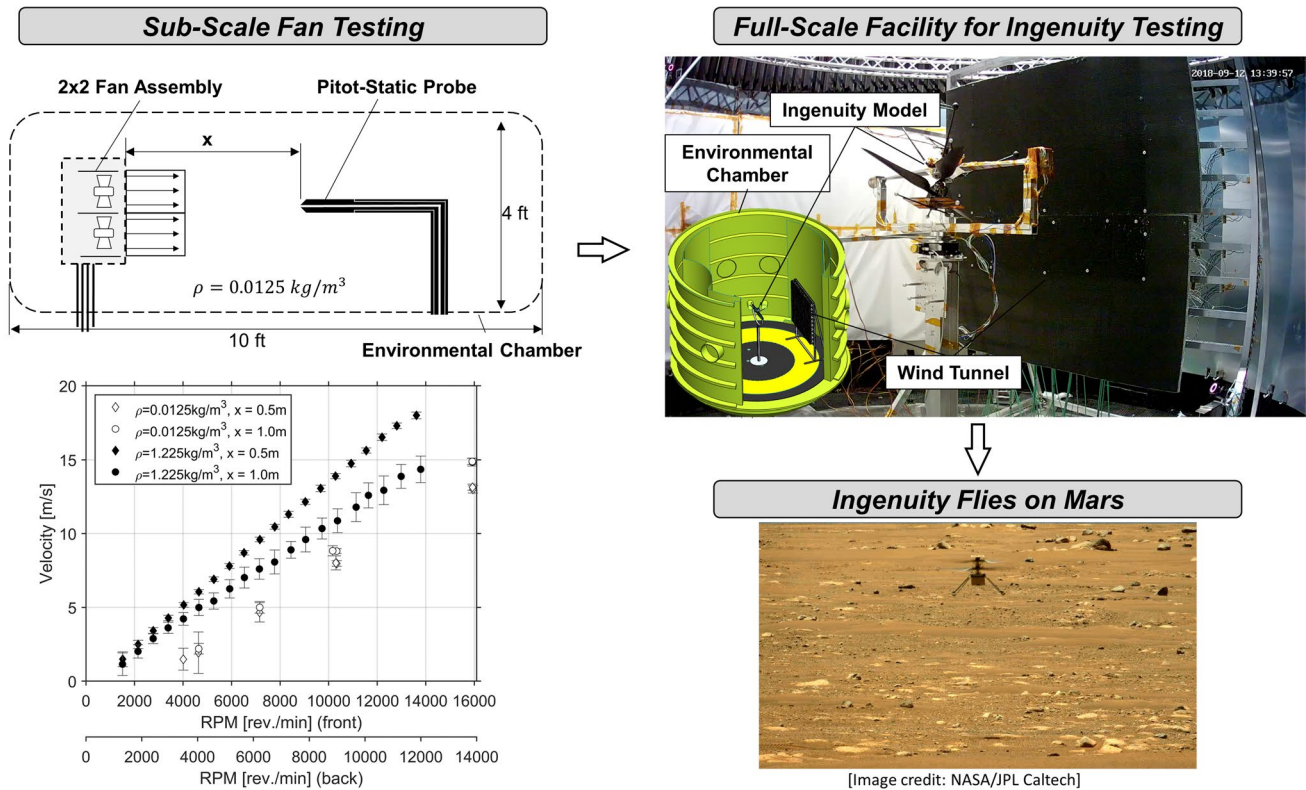 Sub-Scale Fan Testing
2x2 Fan Assembly
Pitot-Static Probe
x
4 ft
ρ = 0.0125 kg/m³
10 ft
Environmental Chamber
20
15
10
5
0
Velocity [m/s]
ρ=0.0125kg/m³, x = 0.5m
ρ=0.0125kg/m³, x = 1.0m
ρ=1.225kg/m³, x = 0.5m
ρ=1.225kg/m³, x = 1.0m
0 2000 4000 6000 8000 10000 12000 14000 16000
RPM [rev./min] (front)
0 2000 4000 6000 8000 10000 12000 14000
RPM [rev./min] (back)
Full-Scale Facility for Ingenuity Testing
2018-09-12 13:39:57
Ingenuity Model
Environmental
Chamber
Wind Tunnel
Ingenuity Flies on Mars
[Image credit: NASA/JPL Caltech]